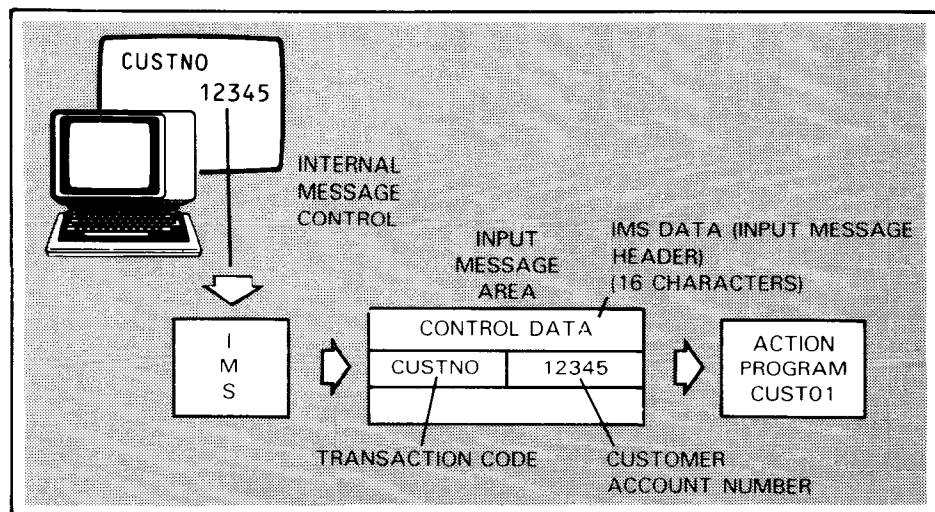 CUSTNO
12345
INTERNAL
MESSAGE
CONTROL
INPUT
MESSAGE
AREA
IMS DATA (INPUT MESSAGE
HEADER)
(16 CHARACTERS)
I
M
S
CONTROL DATA
CUSTNO
12345
ACTION
PROGRAM
CUST01
TRANSACTION CODE
CUSTOMER
ACCOUNT NUMBER